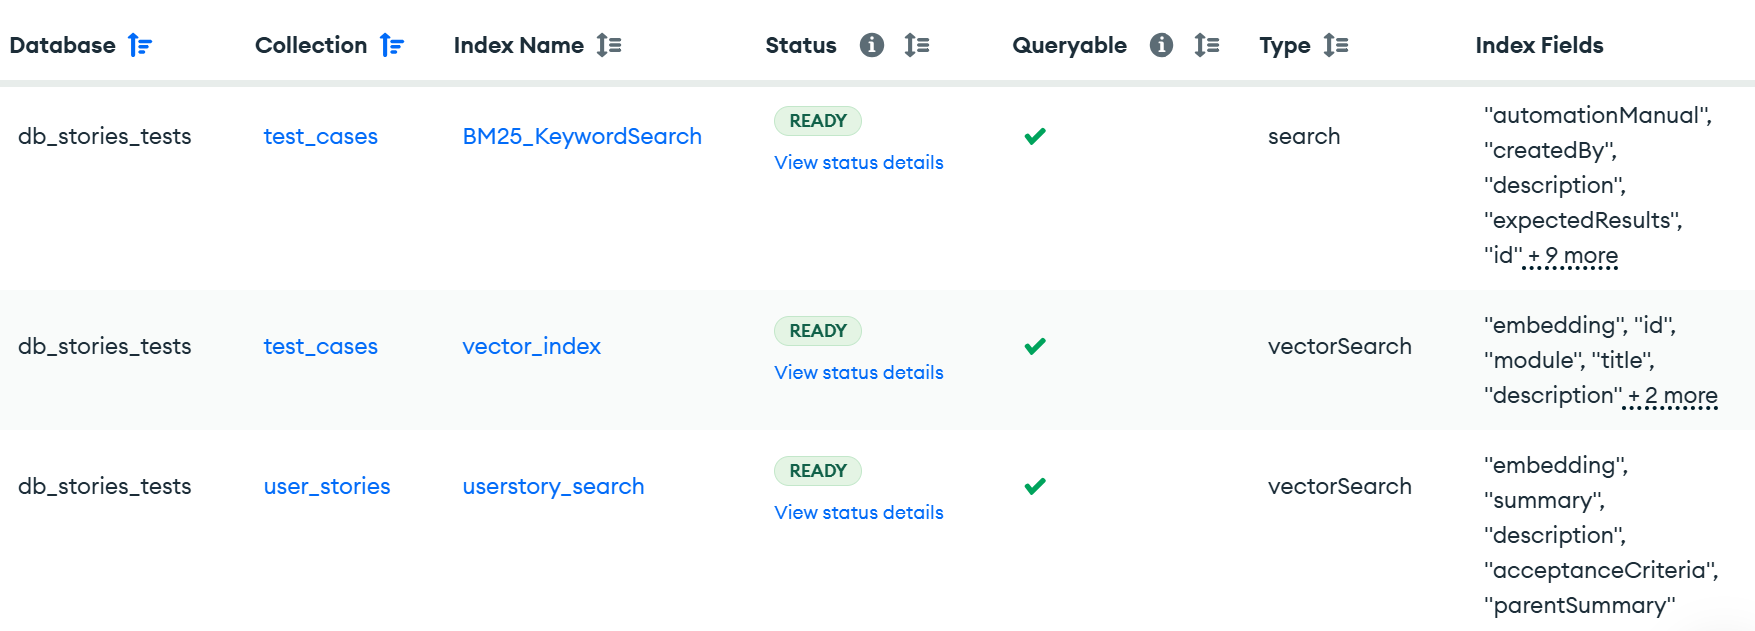 Database Collection Index Name Status Queryable Type Index Fields
db_stories_tests test_cases BM25_KeywordSearch READY search "automationManual",
View status details "createdBy",
"description",
"expectedResults",
"id" + 9 more
db_stories_tests test_cases vector_index READY vectorSearch "embedding", "id",
View status details "module", "title",
"description" + 2 more
db_stories_tests user_stories userstory_search READY vectorSearch "embedding",
View status details "summary",
"description",
"acceptanceCriteria",
"parentSummary"